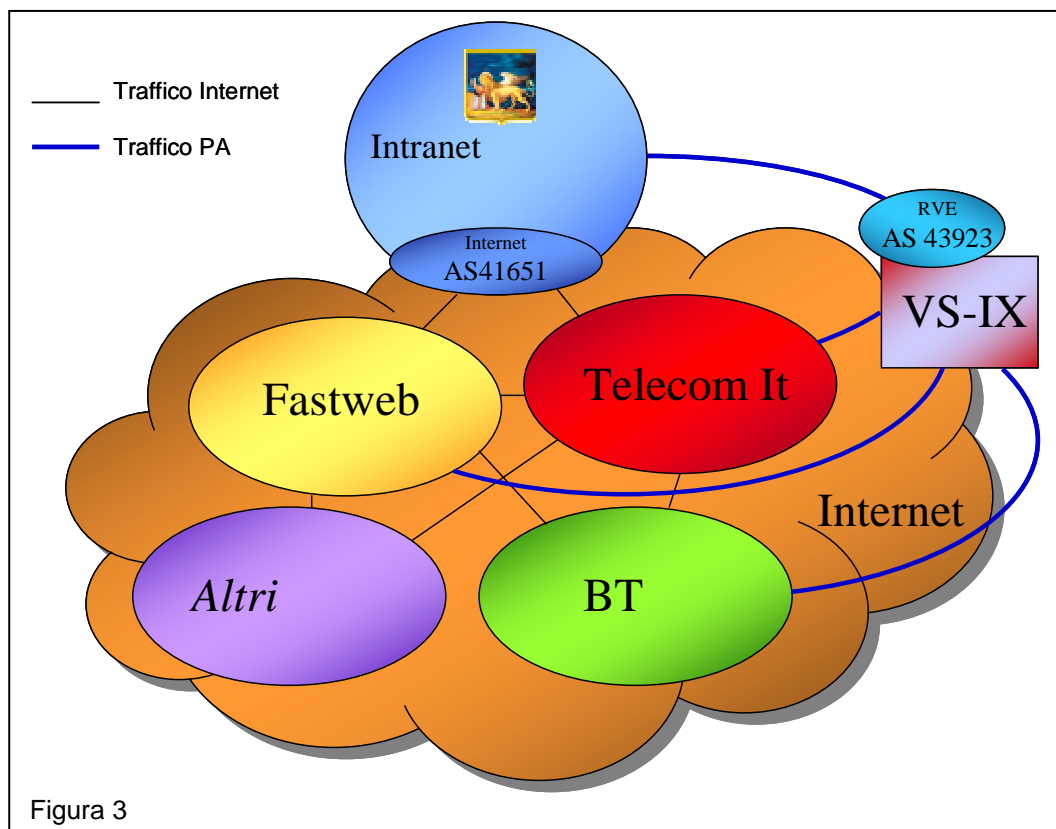 Traffico Internet
Traffico PA
Intranet
Internet
AS41651
RVE
AS 43923
VS-IX
Fastweb
Telecom It
Internet
Altri
BT
Figura 3